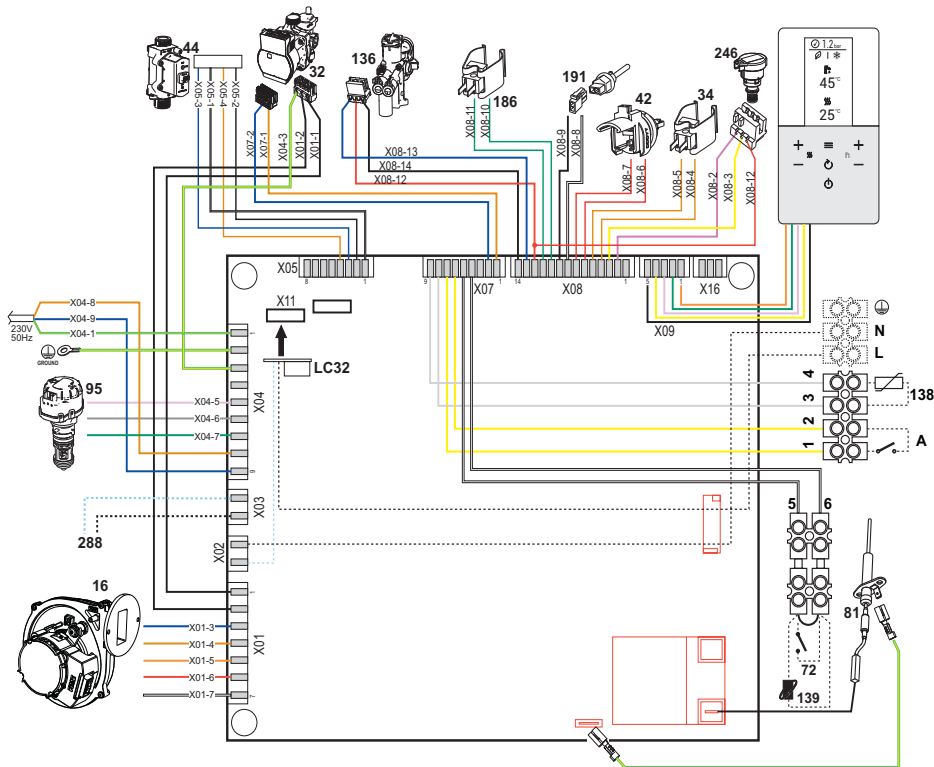 44
32
136
186
191
42
34
246
1.2 bar
45°C
25°C
h
X05-3
X05-1
X05-4
X05-2
X07-2
X07-1
X04-3
X01-2
X01-1
X08-13
X08-14
X08-12
X08-11
X08-10
X08-9
X08-8
X08-7
X08-6
X08-5
X08-4
X08-2
X08-3
X08-12
X05
8
1
9
X07
1
14
X08
1
5
X09
1
X16
X11
LC32
X04-8
X04-9
X04-1
230V
50Hz
GROUND
95
X04-5
X04-6
X04-7
1
X04
9
X03
288
X02
16
1
X01
7
X01-3
X01-4
X01-5
X01-6
X01-7
N
L
4
3
2
1
138
A
5
6
72
139
81